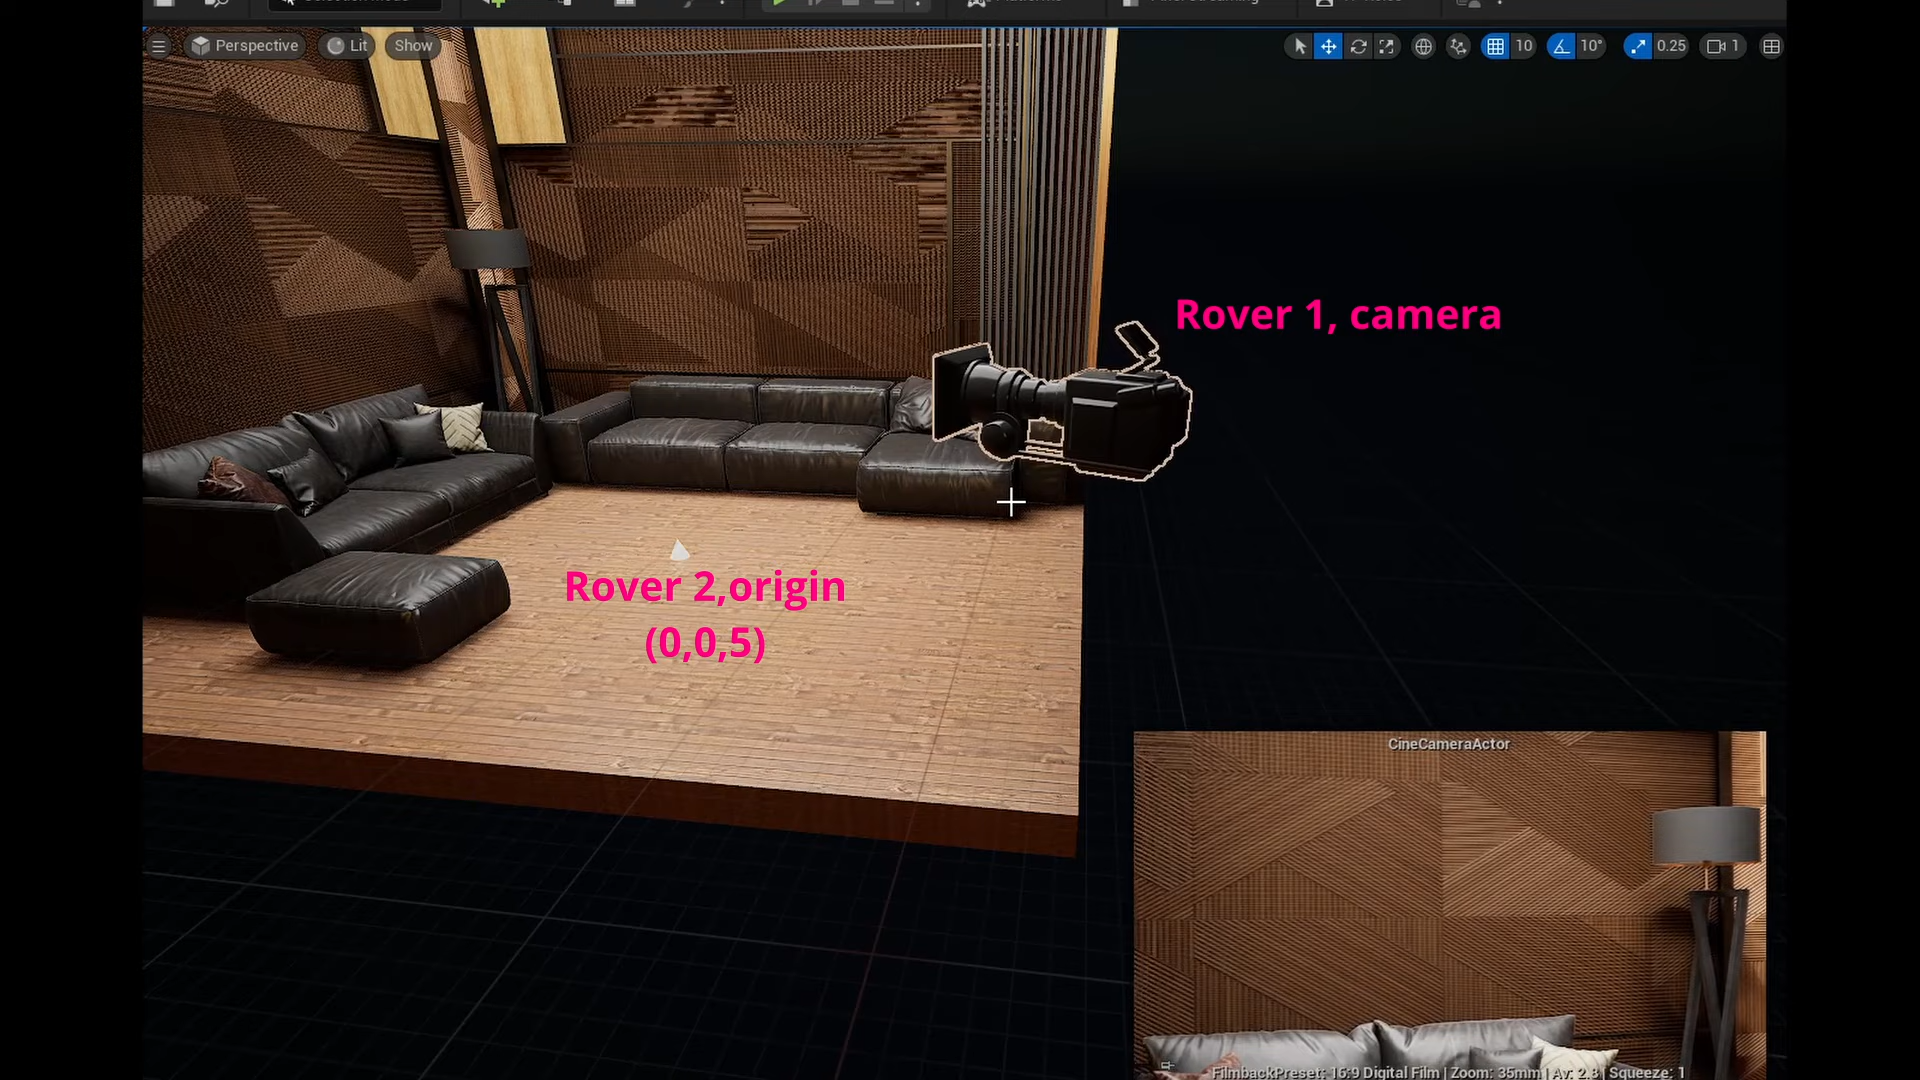 Perspective
Lit
Show
10
10°
0.25
1
Rover 1, camera
Rover 2,origin
(0,0,5)
CineCameraActor
FilmbackPreset: 16:9 Digital Film | Zoom: 35mm | Av: 2.8 | Squeeze: 1